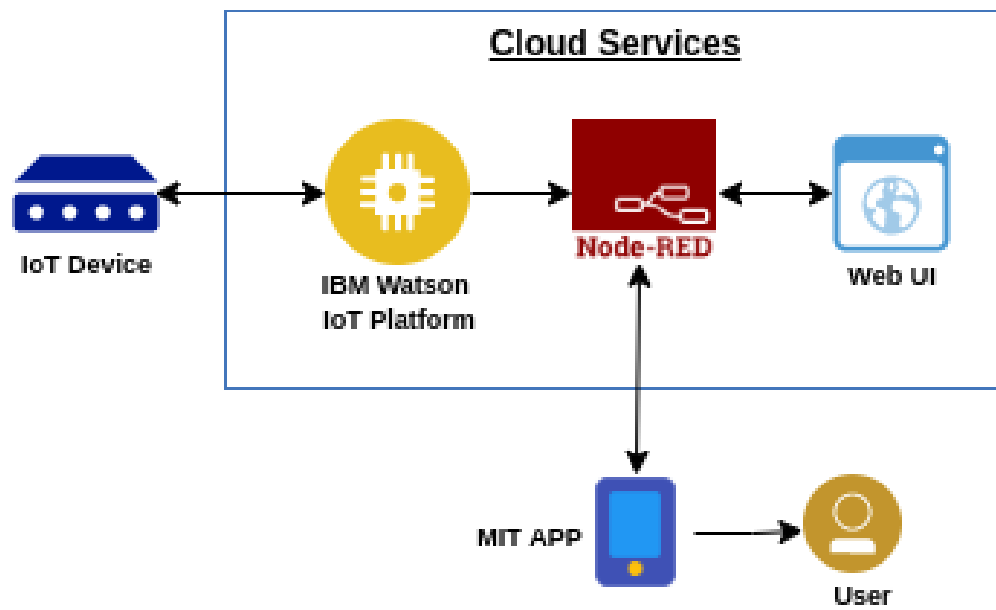 Cloud Services
IoT Device
IBM Watson
IoT Platform
Node-RED
Web UI
MIT APP
User